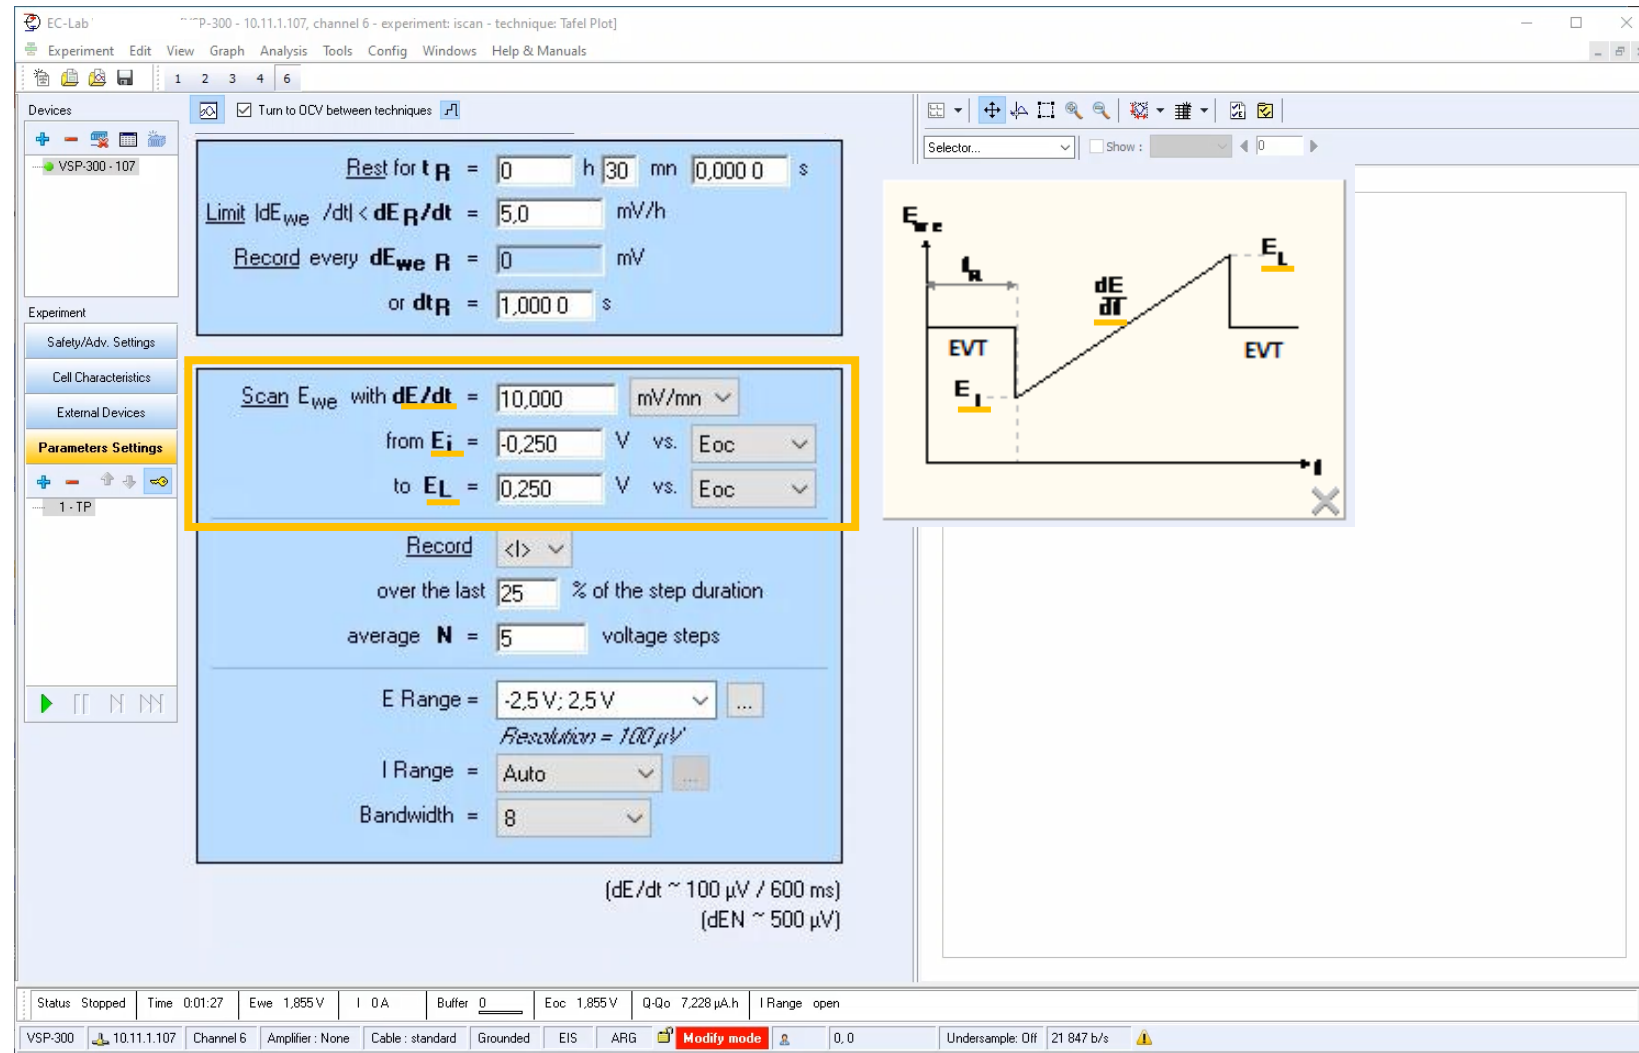 EC-Lab
P-300 - 10.11.1.107, channel 6 - experiment: iscan - technique: Tafel Plot]
Experiment Edit View Graph Analysis Tools Config Windows Help & Manuals
1 2 3 4 6
Devices
Turn to OCV between techniques
VSP-300 - 107
Selector...
Show :
0
Rest for tR = 0 h 30 mn 0,000 0 s
Limit |dEwe /dt| < dER/dt = 5,0 mV/h
Record every dEwe R = 0 mV
or dtR = 1,000 0 s
Ewe
tR
dE
dT
EL
EVT
EVT
Ei
t
Experiment
Safety/Adv. Settings
Cell Characteristics
External Devices
Parameters Settings
1 - TP
Scan Ewe with dE/dt = 10,000 mV/mn
from Ei = -0,250 V vs. Eoc
to EL = 0,250 V vs. Eoc
Record <I>
over the last 25 % of the step duration
average N = 5 voltage steps
E Range = -2,5 V; 2,5 V ...
Resolution = 100 µV
I Range = Auto ...
Bandwidth = 8
(dE/dt ~ 100 µV / 600 ms)
(dEN ~ 500 µV)
Status Stopped Time 0:01:27 Ewe 1,855 V I 0 A Buffer 0 Eoc 1,855 V Q-Qo 7,228 µA.h I Range open
VSP-300 10.11.1.107 Channel 6 Amplifier : None Cable : standard Grounded EIS ARG Modify mode 0, 0 Undersample: Off 21 847 b/s